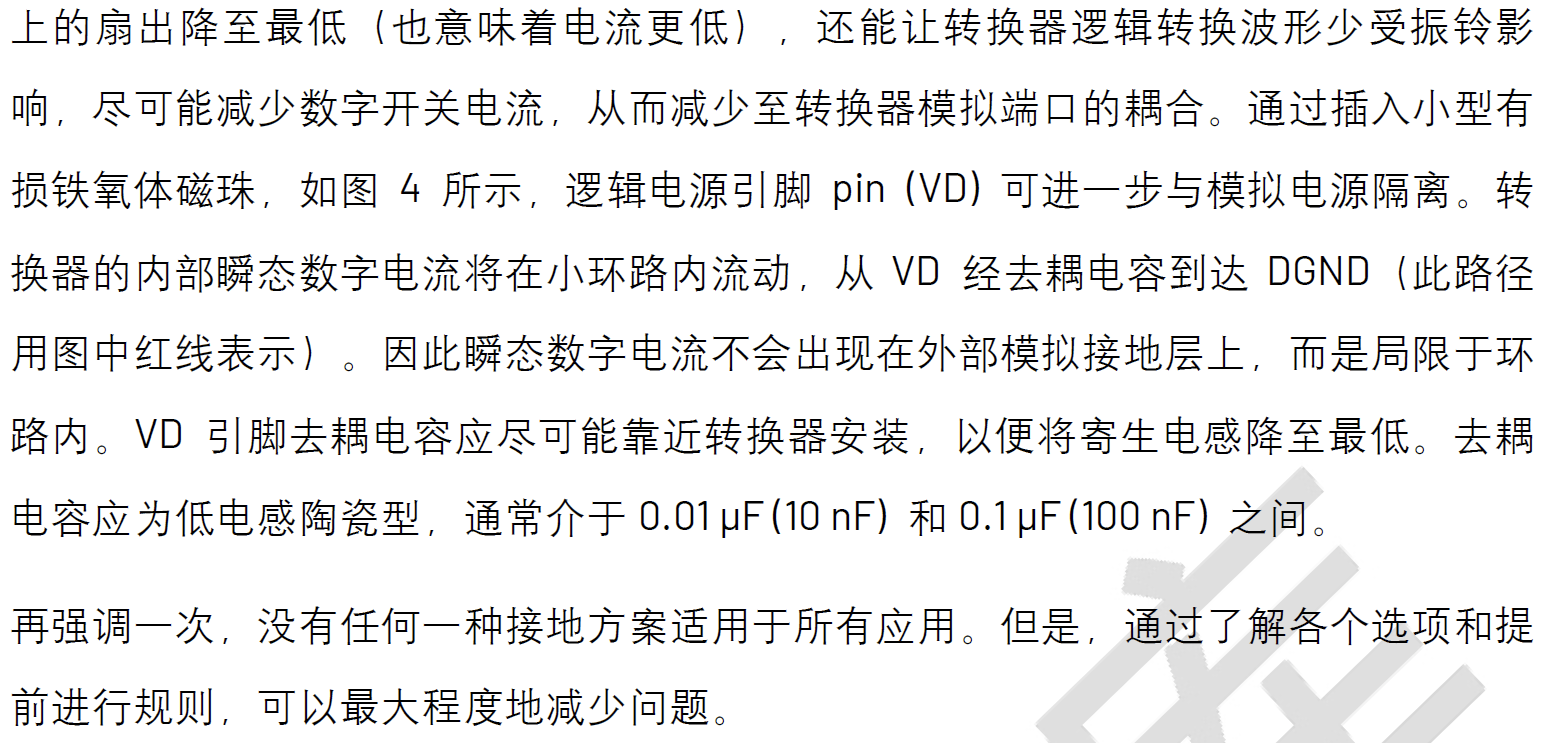 上的扇出降至最低（也意味着电流更低），还能让转换器逻辑转换波形少受振铃影
响，尽可能减少数字开关电流，从而减少至转换器模拟端口的耦合。通过插入小型有
损铁氧体磁珠，如图 4 所示，逻辑电源引脚 pin (VD) 可进一步与模拟电源隔离。转
换器的内部瞬态数字电流将在小环路内流动，从 VD 经去耦电容到达 DGND（此路径
用图中红线表示）。因此瞬态数字电流不会出现在外部模拟接地层上，而是局限于环
路内。VD 引脚去耦电容应尽可能靠近转换器安装，以便将寄生电感降至最低。去耦
电容应为低电感陶瓷型，通常介于 0.01 μF (10 nF) 和 0.1 μF (100 nF) 之间。
再强调一次，没有任何一种接地方案适用于所有应用。但是，通过了解各个选项和提
前进行规则，可以最大程度地减少问题。